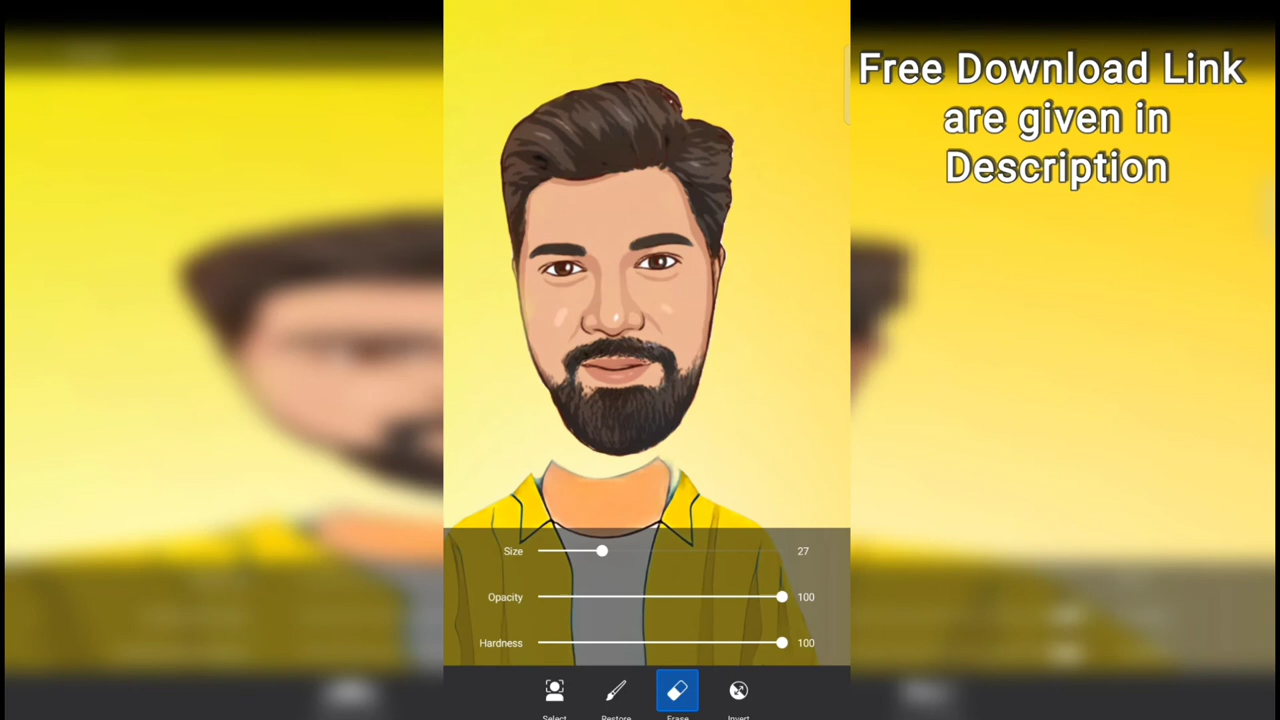 Free Download Link
are given in
Description
Size 27
Opacity 100
Hardness 100
Select Restore Erase Invert